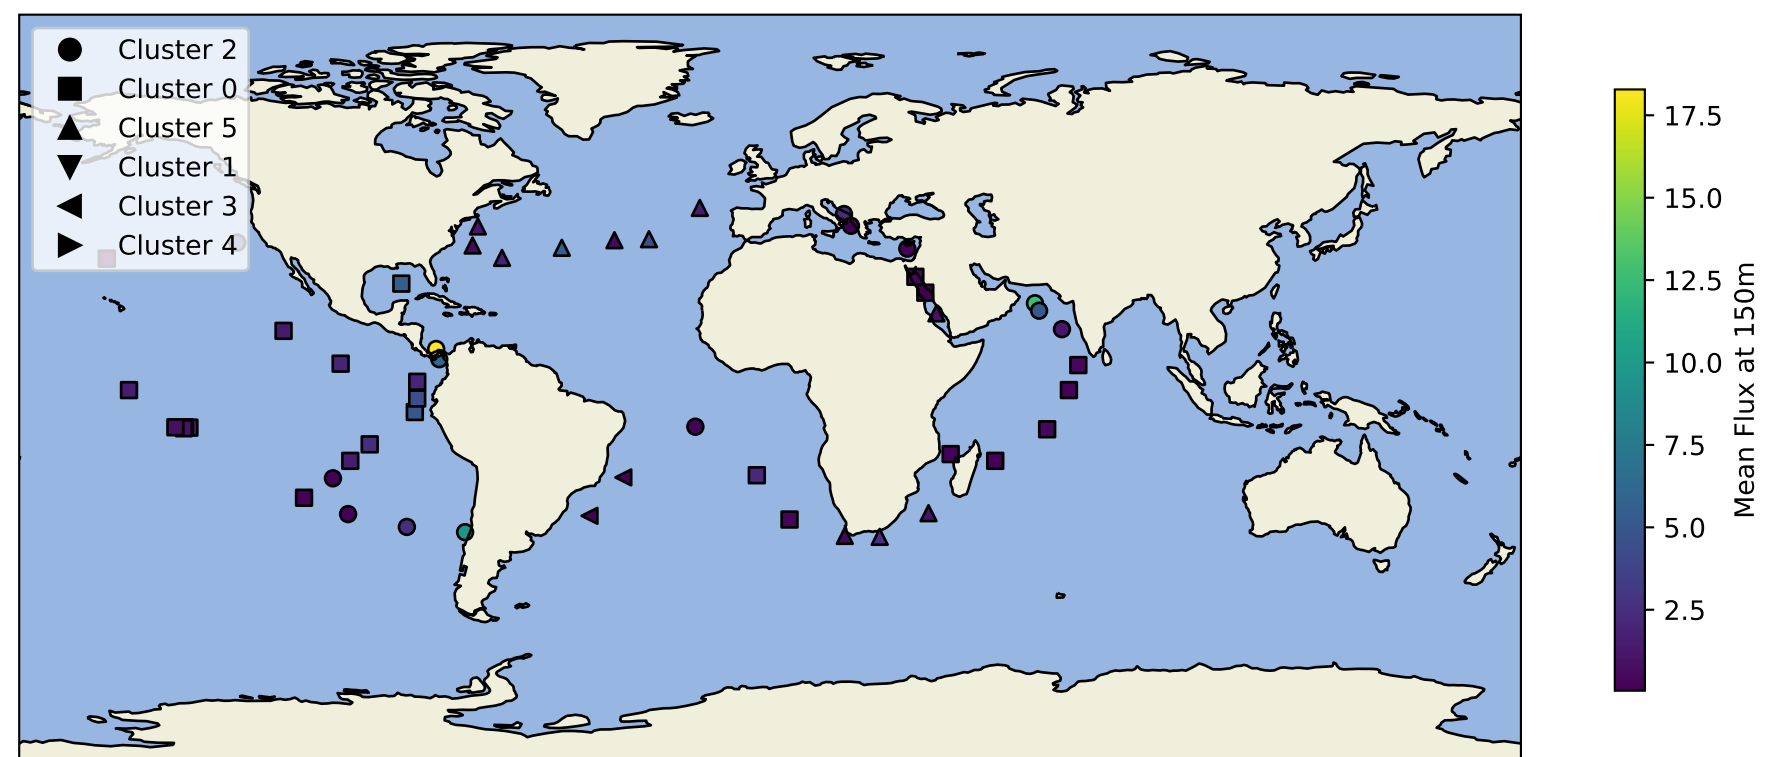 Cluster 2
Cluster 0
Cluster 5
Cluster 1
Cluster 3
Cluster 4
17.5
15.0
12.5
10.0
7.5
5.0
2.5
Mean Flux at 150m